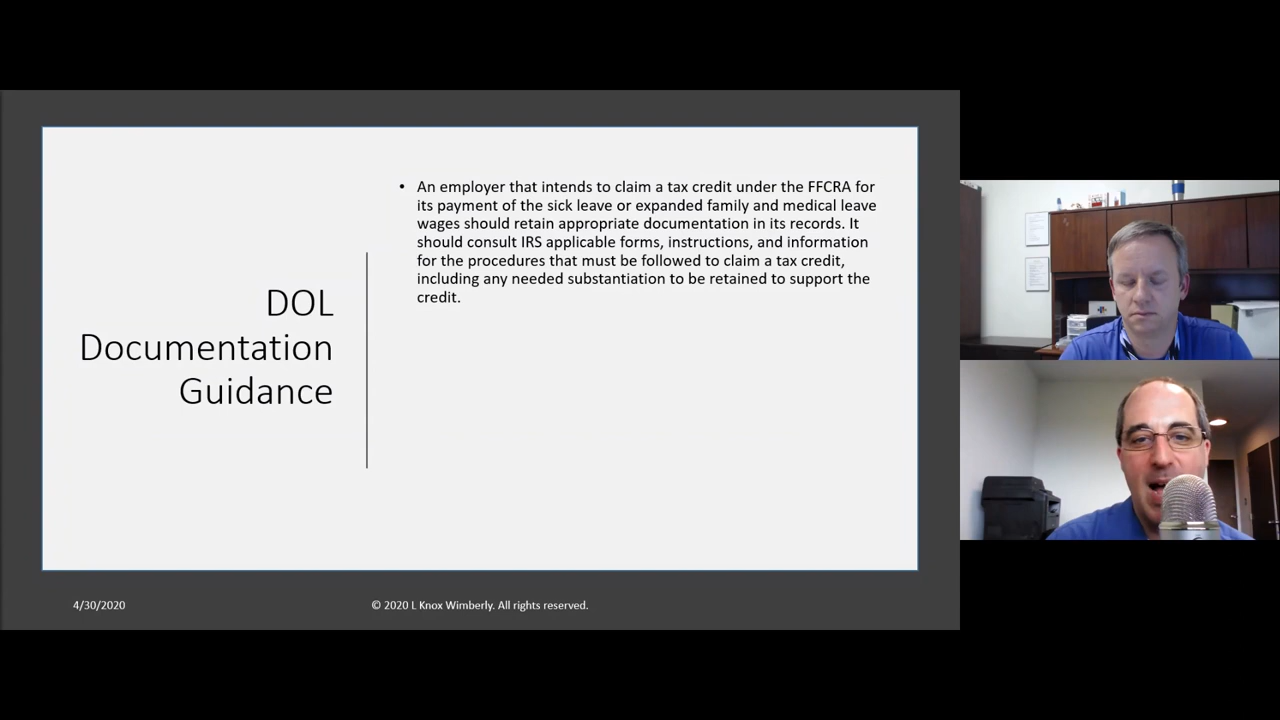 DOL
Documentation
Guidance
• An employer that intends to claim a tax credit under the FFCRA for
its payment of the sick leave or expanded family and medical leave
wages should retain appropriate documentation in its records. It
should consult IRS applicable forms, instructions, and information
for the procedures that must be followed to claim a tax credit,
including any needed substantiation to be retained to support the
credit.
4/30/2020
© 2020 L Knox Wimberly. All rights reserved.